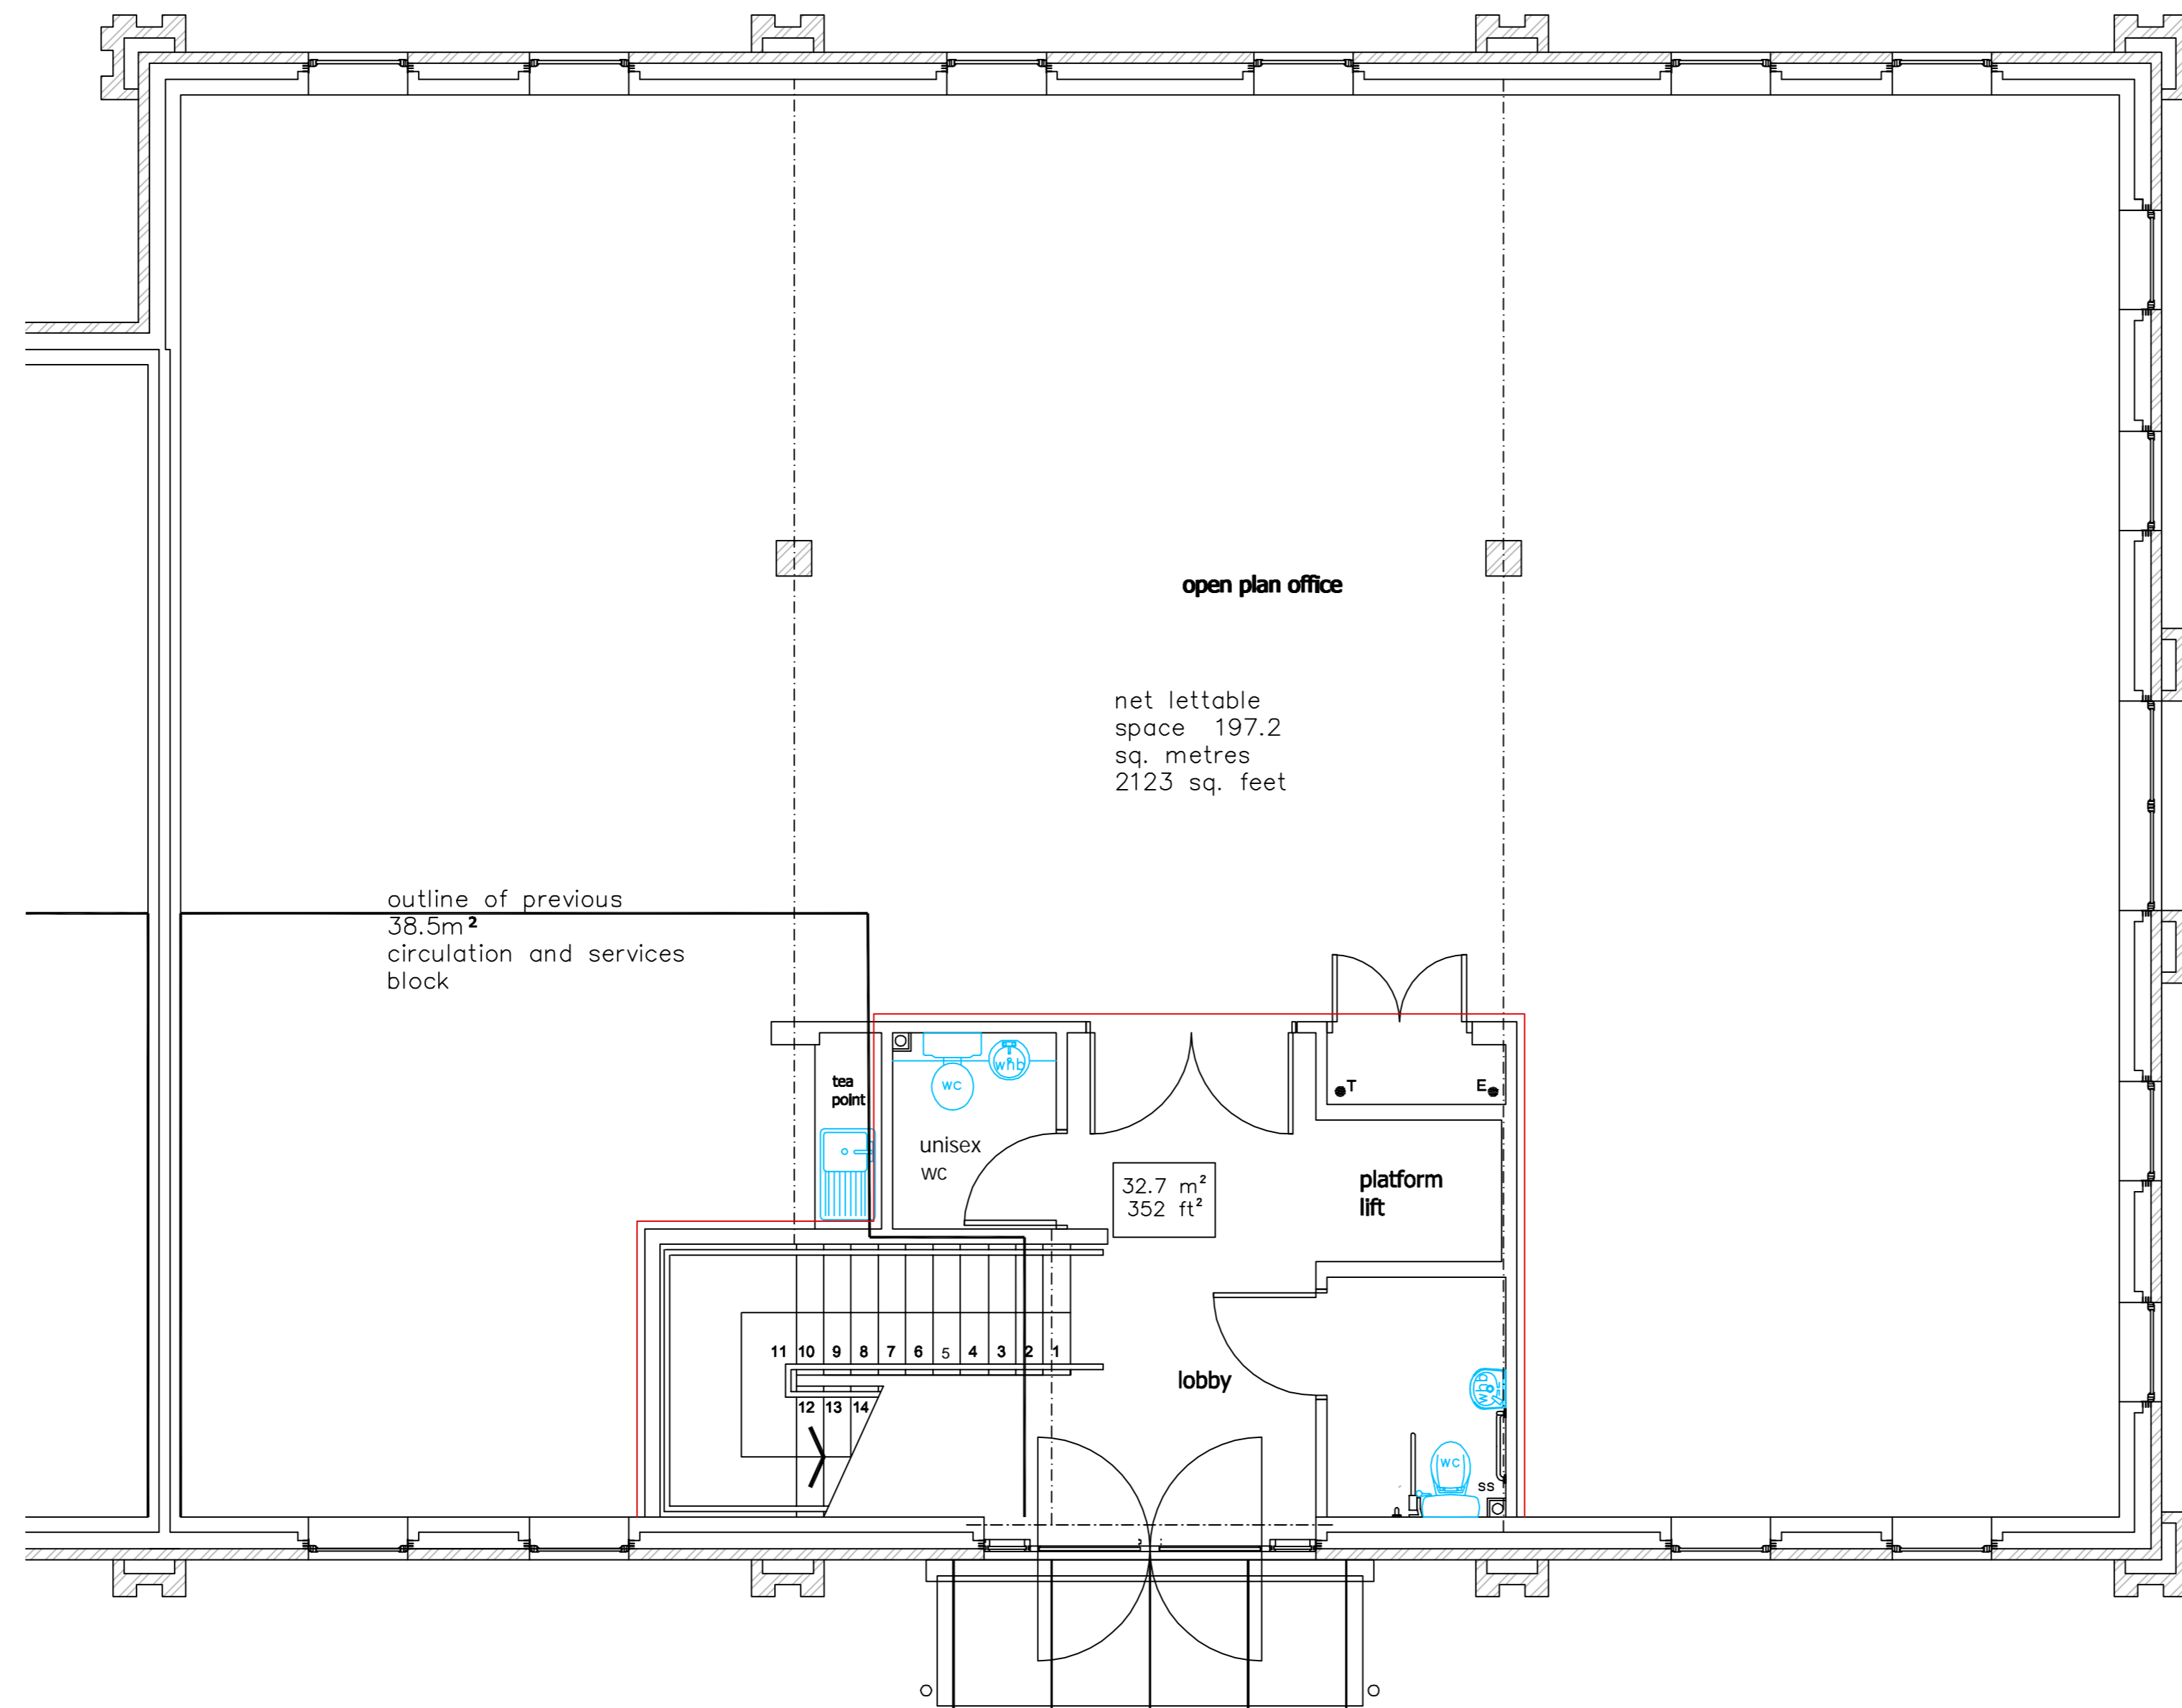 open plan office
net lettable
space 197.2
sq. metres
2123 sq. feet
outline of previous
38.5m²
circulation and services
block
tea
point
wc
whb
T
E
unisex
wc
32.7 m²
352 ft²
platform
lift
11 10 9 8 7 6 5 4 3 2 1
lobby
12 13 14
whb
wc
ss